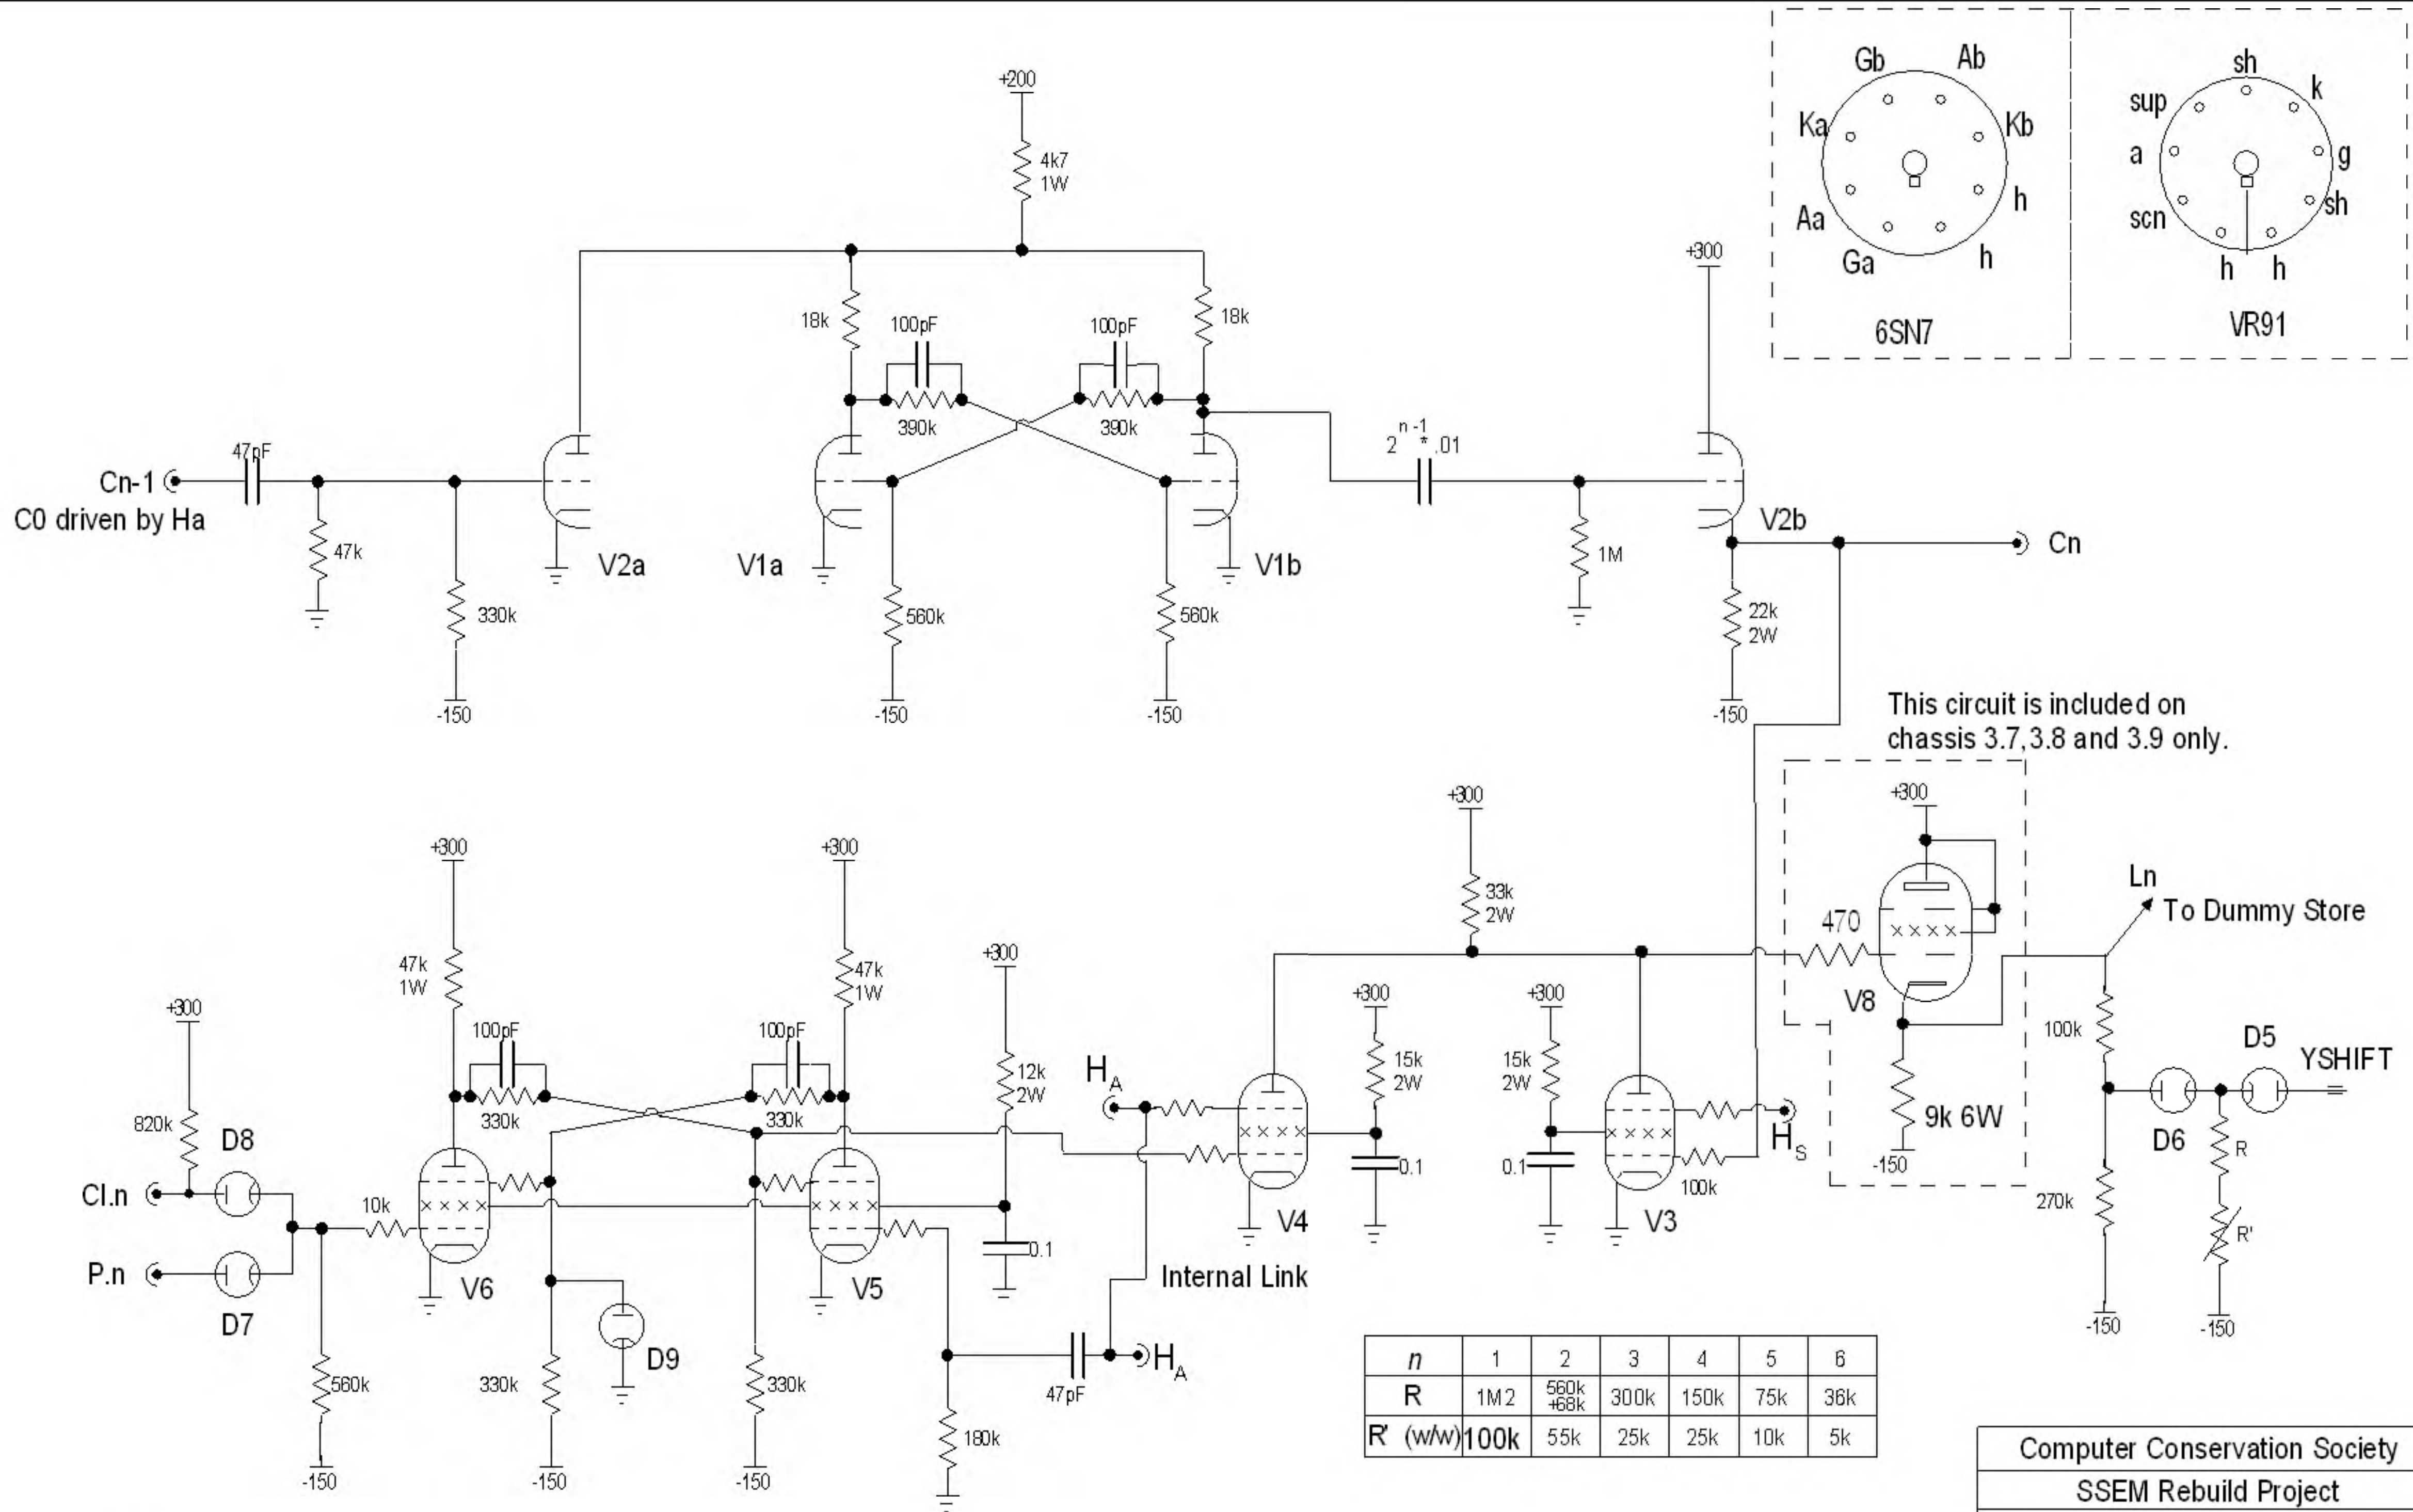 +200
4k7
1W
Gb
Ab
Ka
Kb
Aa
h
Ga
h
6SN7
sh
sup
k
a
g
scn
sh
h
h
VR91
18k
100pF
100pF
18k
390k
390k
+300
n-1
2 * .01
47pF
Cn-1
C0 driven by Ha
47k
330k
-150
V2a
V1a
V1b
560k
560k
-150
-150
1M
V2b
Cn
22k
2W
-150
This circuit is included on
chassis 3.7, 3.8 and 3.9 only.
+300
+300
+300
+300
33k
2W
470
V8
9k 6W
-150
Ln
To Dummy Store
47k
1W
47k
1W
+300
+300
+300
+300
100pF
100pF
330k
330k
12k
2W
HA
15k
2W
15k
2W
100k
D5
YSHIFT
D6
R
R'
270k
-150
-150
820k
D8
Cl.n
P.n
D7
10k
V6
V5
0.1
V4
0.1
0.1
HS
100k
V3
Internal Link
D9
560k
330k
330k
-150
-150
-150
180k
47pF
HA
n 1 2 3 4 5 6
R 1M2 560k +68k 300k 150k 75k 36k
R' (w/w) 100k 55k 25k 25k 10k 5k
Computer Conservation Society
SSEM Rebuild Project